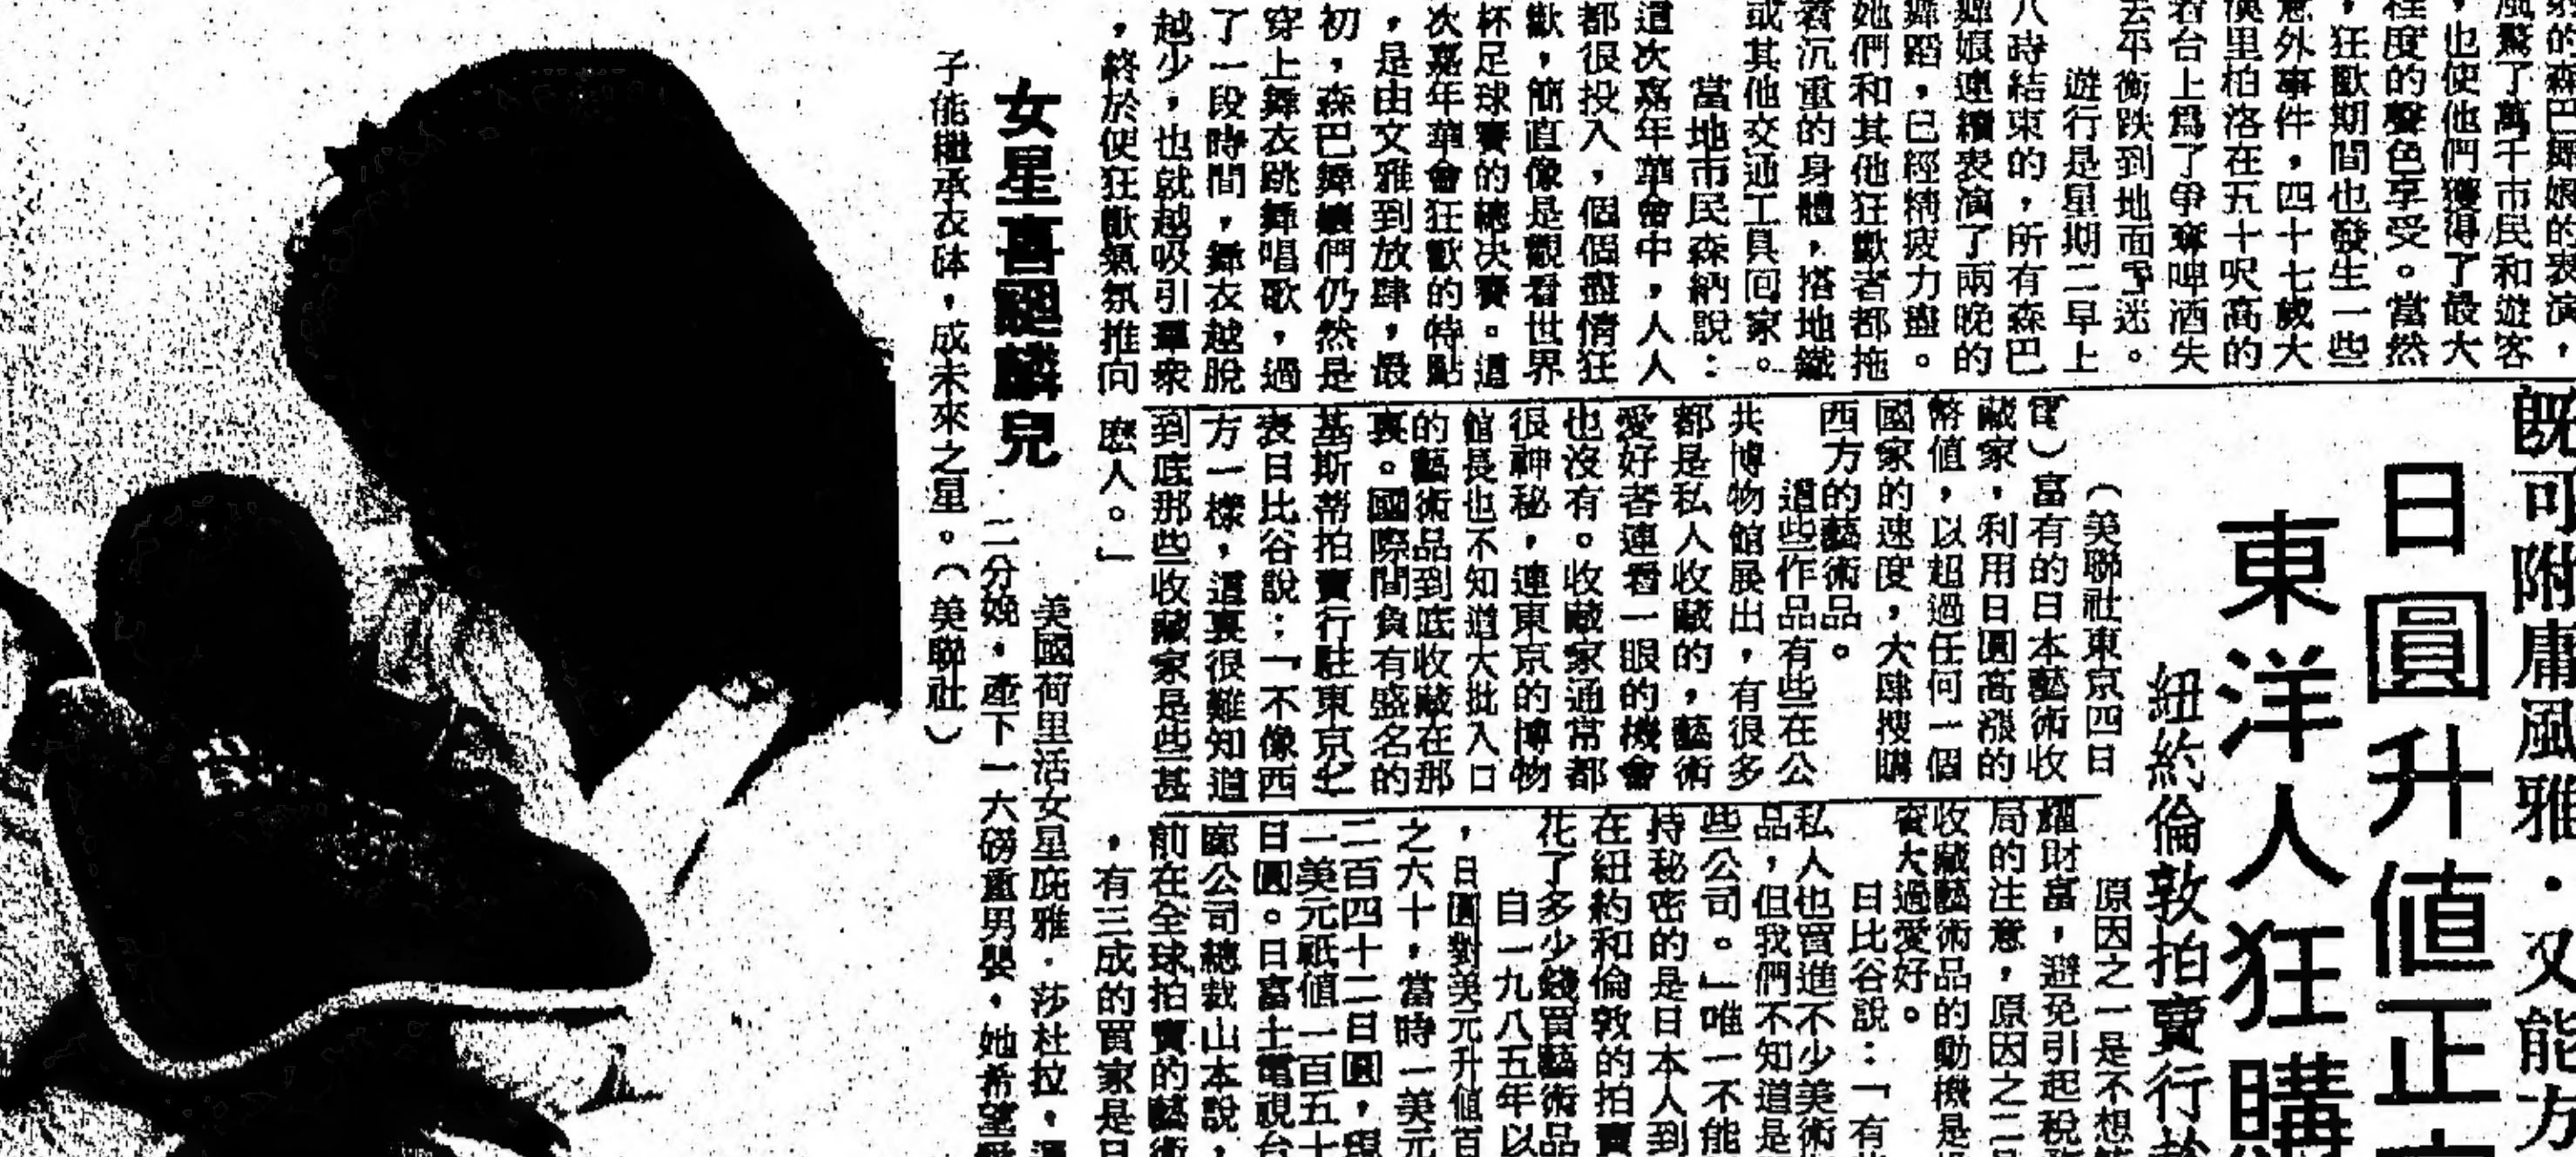 的森巴舞娘的表演，
風靡了萬千市民和遊客
，也使他們獲得了最大
程度的聲色享受。當然
，狂歡期間也發生一些
意外事件，四十七歲大
漢里柏洛在五十呎高的
看台上爲了爭奪啤酒失
去平衡跌到地面昏迷。
遊行是星期二早上
八時結束的，所有森巴
舞娘連續表演了兩晚的
舞蹈，已經精疲力盡。
她們和其他狂歡者都拖
着沉重的身體，搭地鐵
或其他交通工具回家。
當地市民森納說：
這次嘉年華會中，人人
都很投入，個個盡情狂
歡，簡直像是觀看世界
杯足球賽的總決賽。這
次嘉年華會狂歡的特點
，是由文雅到放肆，最
初，森巴舞孃們仍然是
穿上舞衣跳舞唱歌，過
了一段時間，舞衣越脫
越少，也就越吸引羣衆
，終於使狂歡氣氛推向
既可附庸風雅·又能方
日圓升値正
東洋人狂購
紐約倫敦拍賣行於
（美聯社東京四日
電）富有的日本藝術收
藏家，利用日圓高漲的
幣值，以超過任何一個
國家的速度，大肆搜購
西方的藝術品。
這些作品有些在公
共博物館展出，有很多
都是私人收藏的，藝術
愛好者連看一眼的機會
也沒有。收藏家通常都
很神秘，連東京的博物
館長也不知道大批入口
的藝術品到底收藏在那
裏。國際間負有盛名的
基斯蒂拍賣行駐東京代
表日比谷說：「不像西
方一樣，這裏很難知道
到底那些收藏家是些甚
麽人。」
原因之一是不想
耀財富，避免引起稅務
局的注意，原因之二是
收藏藝術品的動機是
賣大過愛好。
日比谷說：「有
私人也買進不少美術
品，但我們不知道是
些公司。」唯一不能
持秘密的是日本人到
在紐約和倫敦的拍賣
花了多少錢買藝術品
自一九八五年以
，日圓對美元升值百
之六十，當時一美元
二百四十二日圓，現
一美元祇值一百五十
日圓。日富士電視台
廊公司總裁山本說，
前在全球拍賣的藝術
，有三成的買家是日
女星喜誕麟兒
美國荷里活女星庇雅·莎杜拉，週
二分娩，產下一六磅重男嬰，她希望愛
子能繼承衣砵，成未來之星。（美聯社）